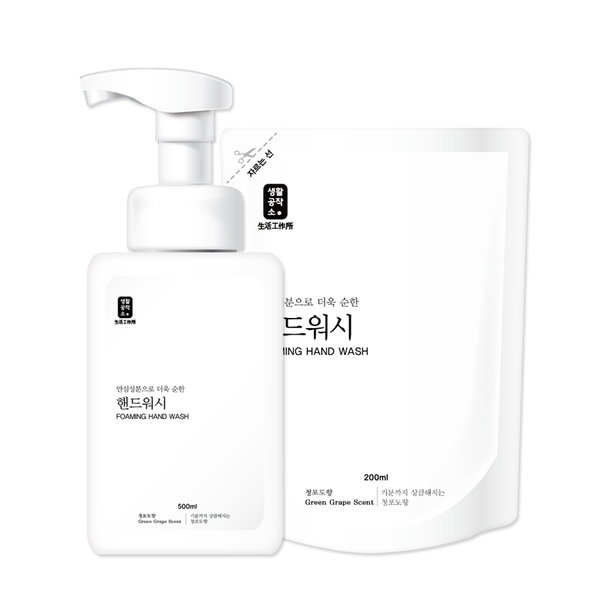 생활
공작
소.
生活工作所
안심성분으로 더욱 순한
핸드워시
FOAMING HAND WASH
500ml
청포도향
Green Grape Scent
기분까지 상큼해지는
청포도향
자르는 선
생활
공작
소.
生活工作所
분으로 더욱 순한
드워시
MING HAND WASH
200ml
청포도향
Green Grape Scent
기분까지 상큼해지는
청포도향